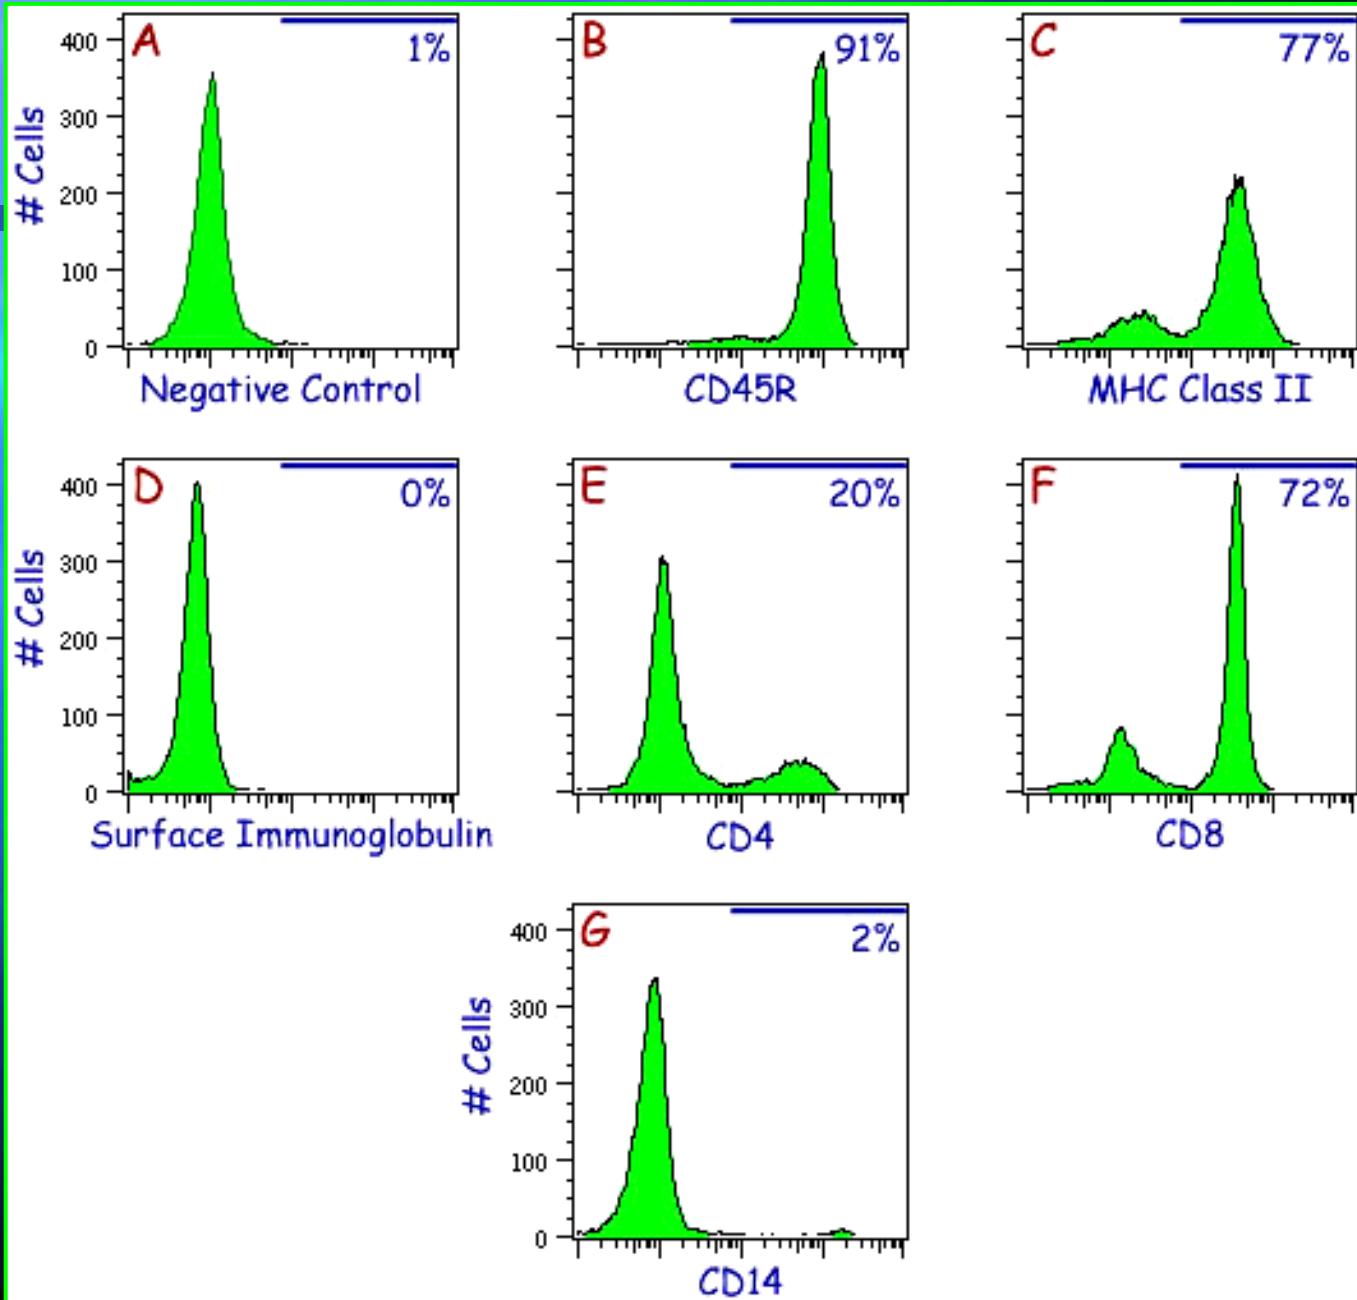 A
1%
B
91%
C
77%
400
300
200
100
0
# Cells
Negative Control
CD45R
MHC Class II
D
0%
E
20%
F
72%
400
300
200
100
0
# Cells
Surface Immunoglobulin
CD4
CD8
G
2%
400
300
200
100
0
# Cells
CD14